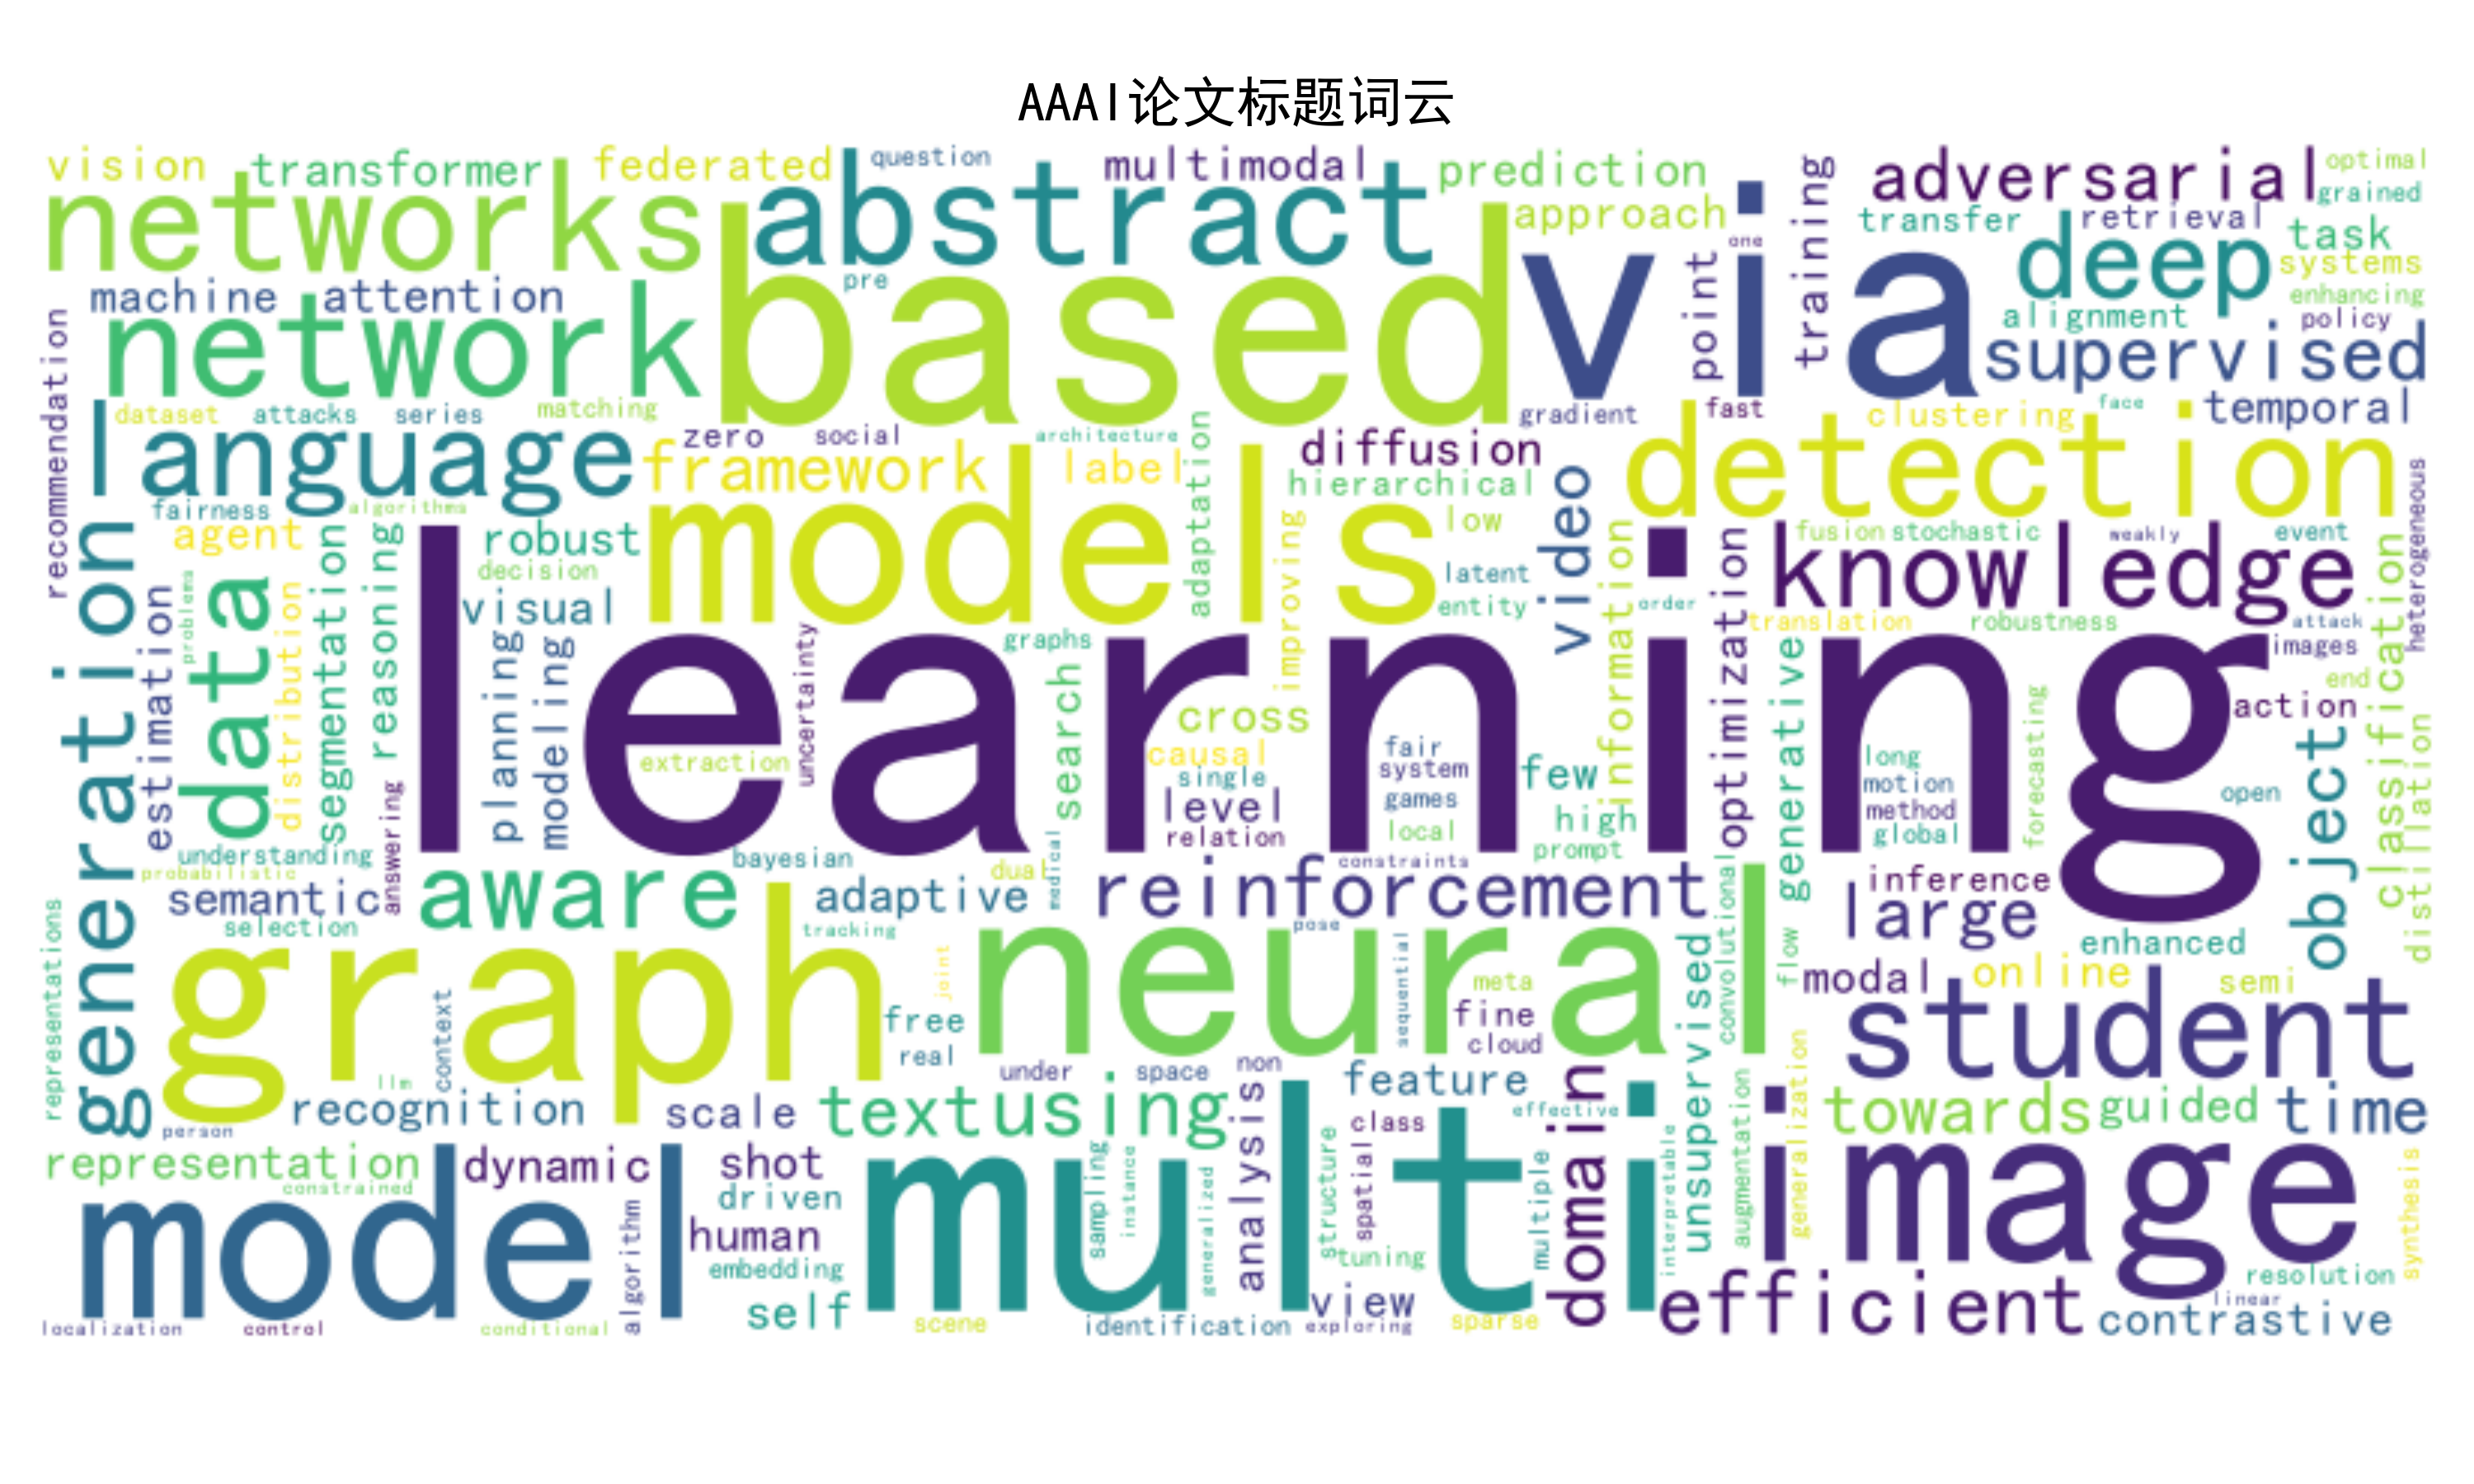 AAAI论文标题词云
vision
transformer
federated
question
multimodal
prediction
training
adversarial
optimal
grained
networks
abstract
approach
via
one
transfer
retrieval
task
deep
systems
machine
attention
pre
based
point
enhancing
alignment
policy
network
supervised
recommendation
dataset
attacks
series
matching
gradient
fast
clustering
face
temporal
language
zero
social
architecture
adaptation
framework
label
diffusion
hierarchical
video
detection
heterogeneous
fairness
algorithms
agent
segmentation
reasoning
robust
decision
visual
models
improving
low
latent
entity
information
order
optimization
fusion
stochastic
weakly
event
knowledge
translation
robustness
attack
images
classification
generation
estimation
problems
data
distribution
planning
modeling
learning
uncertainty
graphs
search
cross
causal
single
level
relation
extraction
fair
system
games
local
few
high
prompt
generative
long
motion
method
global
forecasting
action
end
open
object
distillation
understanding
probabilistic
answering
semantic
selection
aware
bayesian
adaptive
dual
medical
constraints
reinforcement
convolutional
inference
large
enhanced
tracking
pose
representations
graph
context
llm
joint
free
real
neural
sequential
meta
fine
cloud
unsupervised
flow
modal
online
semi
student
recognition
person
scale
text
using
under
space
non
analysis
feature
effective
domain
generalization
augmentation
towards
guided
time
representation
constrained
dynamic
shot
driven
human
embedding
self
model
algorithm
multi
sampling
instance
generalized
structure
spatial
class
tuning
multiple
interpretable
image
synthesis
resolution
linear
efficient
contrastive
localization
control
conditional
scene
identification
view
exploring
sparse